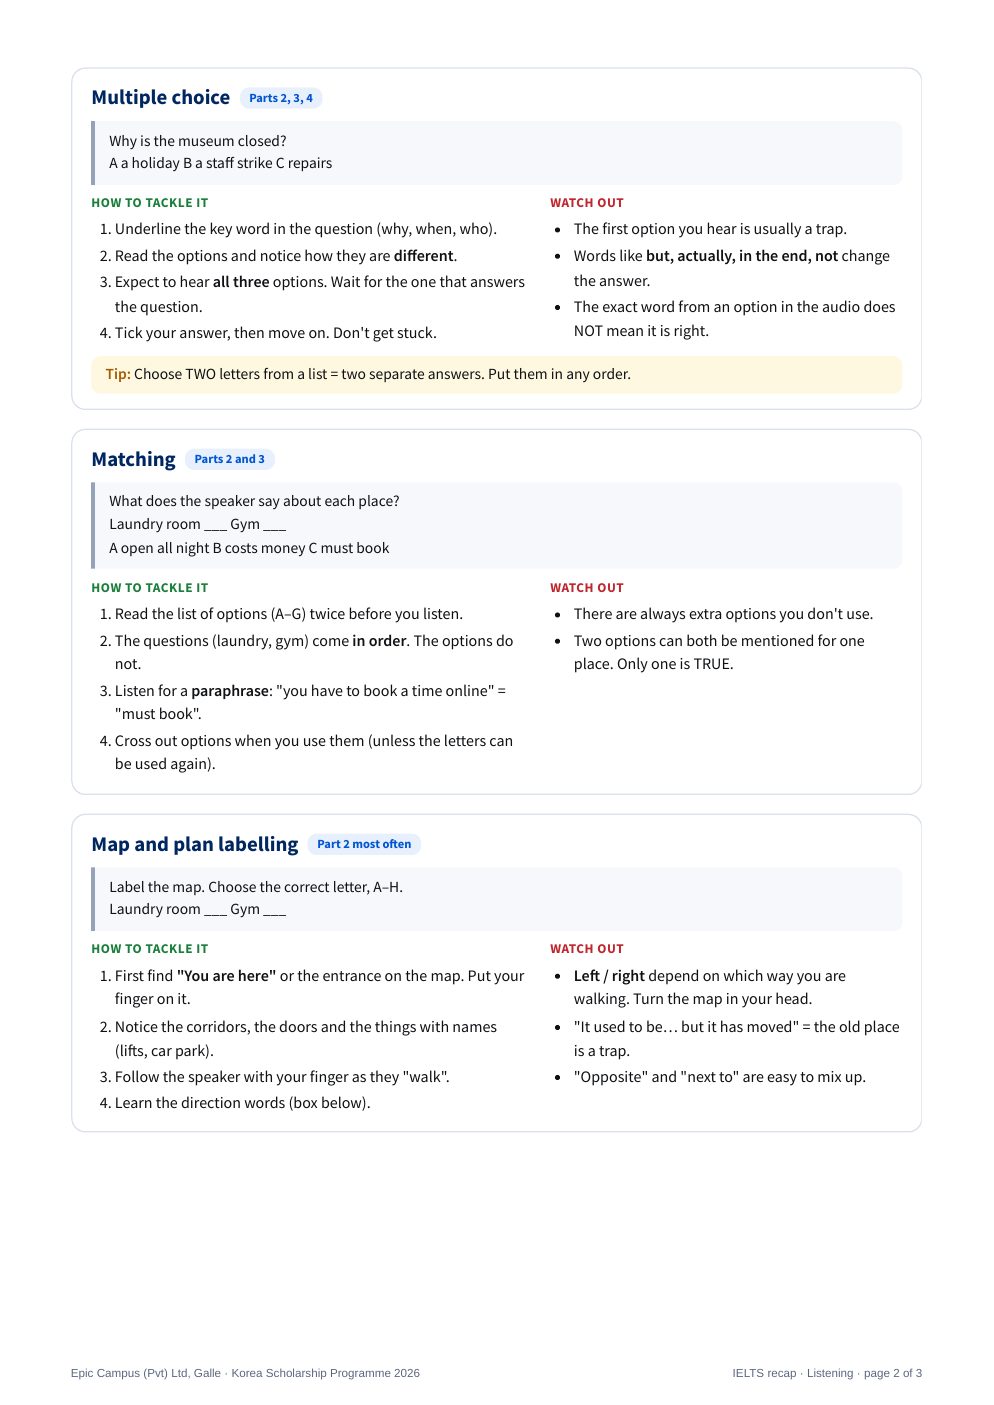 Multiple choice Parts 2, 3, 4
Why is the museum closed?
A a holiday B a staff strike C repairs
HOW TO TACKLE IT
1. Underline the key word in the question (why, when, who).
2. Read the options and notice how they are different.
3. Expect to hear all three options. Wait for the one that answers
the question.
4. Tick your answer, then move on. Don't get stuck.
WATCH OUT
• The first option you hear is usually a trap.
• Words like but, actually, in the end, not change
the answer.
• The exact word from an option in the audio does
NOT mean it is right.
Tip: Choose TWO letters from a list = two separate answers. Put them in any order.
Matching Parts 2 and 3
What does the speaker say about each place?
Laundry room ___ Gym ___
A open all night B costs money C must book
HOW TO TACKLE IT
1. Read the list of options (A–G) twice before you listen.
2. The questions (laundry, gym) come in order. The options do
not.
3. Listen for a paraphrase: "you have to book a time online" =
"must book".
4. Cross out options when you use them (unless the letters can
be used again).
WATCH OUT
• There are always extra options you don't use.
• Two options can both be mentioned for one
place. Only one is TRUE.
Map and plan labelling Part 2 most often
Label the map. Choose the correct letter, A–H.
Laundry room ___ Gym ___
HOW TO TACKLE IT
1. First find "You are here" or the entrance on the map. Put your
finger on it.
2. Notice the corridors, the doors and the things with names
(lifts, car park).
3. Follow the speaker with your finger as they "walk".
4. Learn the direction words (box below).
WATCH OUT
• Left / right depend on which way you are
walking. Turn the map in your head.
• "It used to be… but it has moved" = the old place
is a trap.
• "Opposite" and "next to" are easy to mix up.
Epic Campus (Pvt) Ltd, Galle · Korea Scholarship Programme 2026
IELTS recap · Listening · page 2 of 3